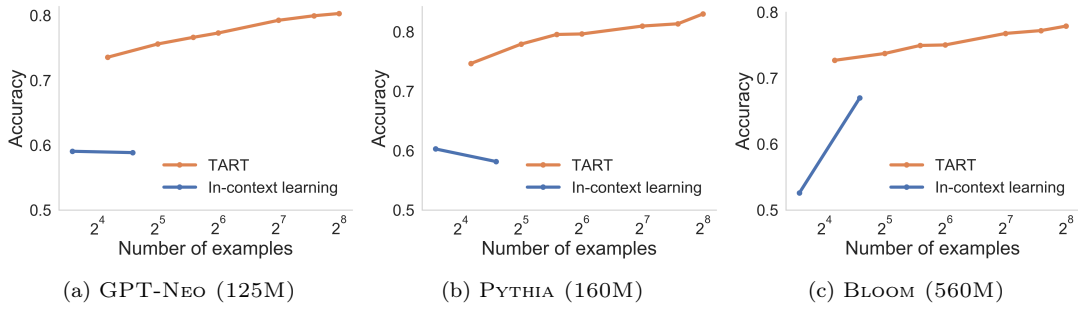 0.8
0.7
0.6
0.5
Accuracy
TART
In-context learning
2^4 2^5 2^6 2^7 2^8
Number of examples
(a) GPT-Neo (125M)
0.8
0.7
0.6
0.5
Accuracy
TART
In-context learning
2^4 2^5 2^6 2^7 2^8
Number of examples
(b) Pythia (160M)
0.8
0.7
0.6
0.5
Accuracy
TART
In-context learning
2^4 2^5 2^6 2^7 2^8
Number of examples
(c) Bloom (560M)